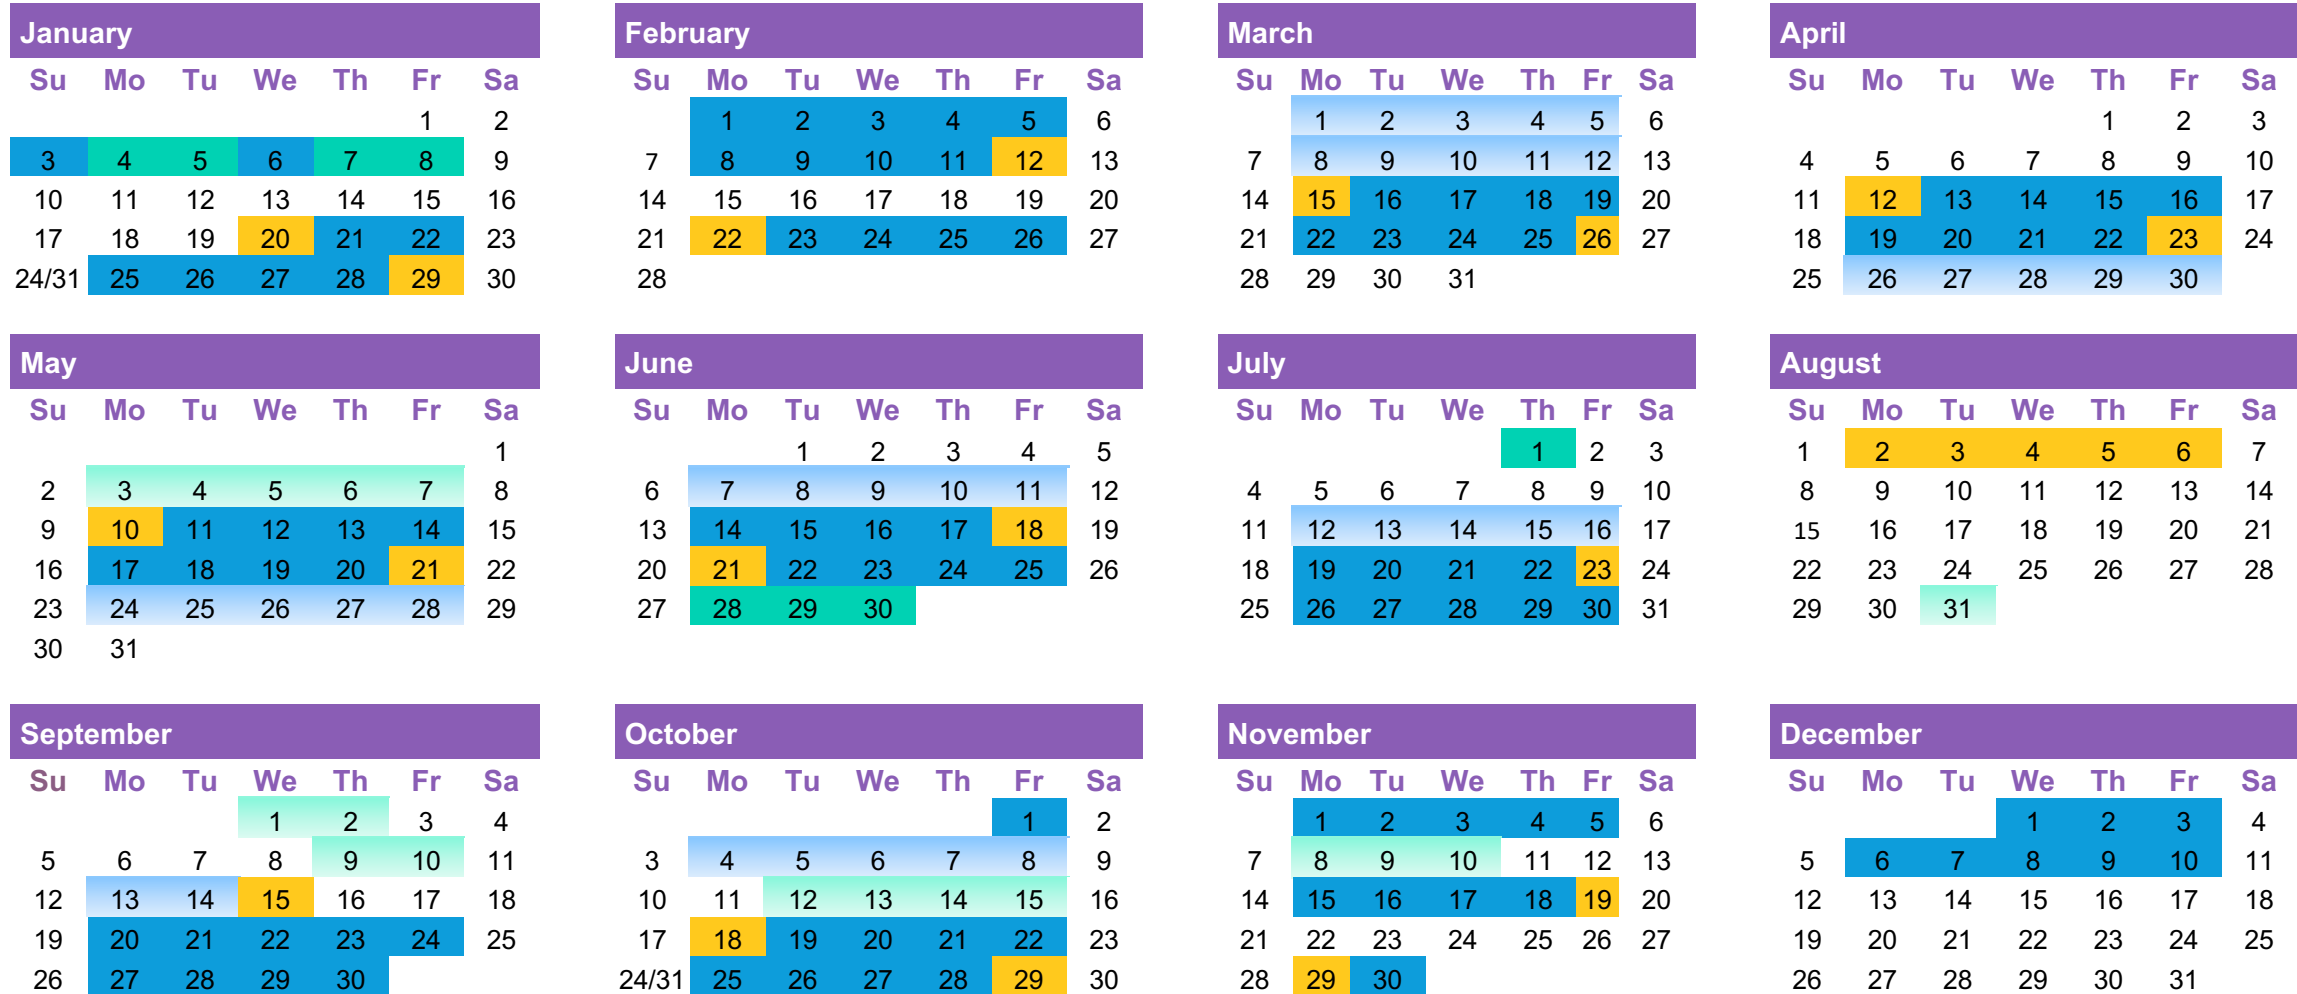 January February March April
Su Mo Tu We Th Fr Sa Su Mo Tu We Th Fr Sa Su Mo Tu We Th Fr Sa Su Mo Tu We Th Fr Sa
1 2 1 2 3 4 5 6 1 2 3 4 5 6 1 2 3
3 4 5 6 7 8 9 7 8 9 10 11 12 13 7 8 9 10 11 12 13 4 5 6 7 8 9 10
10 11 12 13 14 15 16 14 15 16 17 18 19 20 14 15 16 17 18 19 20 11 12 13 14 15 16 17
17 18 19 20 21 22 23 21 22 23 24 25 26 27 21 22 23 24 25 26 27 18 19 20 21 22 23 24
24/31 25 26 27 28 29 30 28 28 29 30 31 25 26 27 28 29 30
May June July August
Su Mo Tu We Th Fr Sa Su Mo Tu We Th Fr Sa Su Mo Tu We Th Fr Sa Su Mo Tu We Th Fr Sa
1 1 2 3 4 5 1 2 3 1 2 3 4 5 6 7
2 3 4 5 6 7 8 6 7 8 9 10 11 12 4 5 6 7 8 9 10 8 9 10 11 12 13 14
9 10 11 12 13 14 15 13 14 15 16 17 18 19 11 12 13 14 15 16 17 15 16 17 18 19 20 21
16 17 18 19 20 21 22 20 21 22 23 24 25 26 18 19 20 21 22 23 24 22 23 24 25 26 27 28
23 24 25 26 27 28 29 27 28 29 30 25 26 27 28 29 30 31 29 30 31
30 31
September October November December
Su Mo Tu We Th Fr Sa Su Mo Tu We Th Fr Sa Su Mo Tu We Th Fr Sa Su Mo Tu We Th Fr Sa
1 2 3 4 1 2 1 2 3 4 5 6 1 2 3 4
5 6 7 8 9 10 11 3 4 5 6 7 8 9 7 8 9 10 11 12 13 5 6 7 8 9 10 11
12 13 14 15 16 17 18 10 11 12 13 14 15 16 14 15 16 17 18 19 20 12 13 14 15 16 17 18
19 20 21 22 23 24 25 17 18 19 20 21 22 23 21 22 23 24 25 26 27 19 20 21 22 23 24 25
26 27 28 29 30 24/31 25 26 27 28 29 30 28 29 30 26 27 28 29 30 31